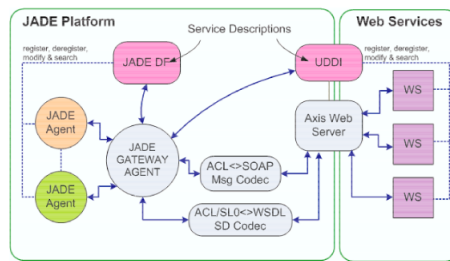 JADE Platform
Web Services
Service Descriptions
register, deregister,
modify & search
register, deregister,
modify & search
JADE DF
UDDI
WS
JADE
Agent
Axis Web
Server
JADE
GATEWAY
AGENT
WS
ACL<>SOAP
Msg Codec
JADE
Agent
WS
ACL/SL0<>WSDL
SD Codec